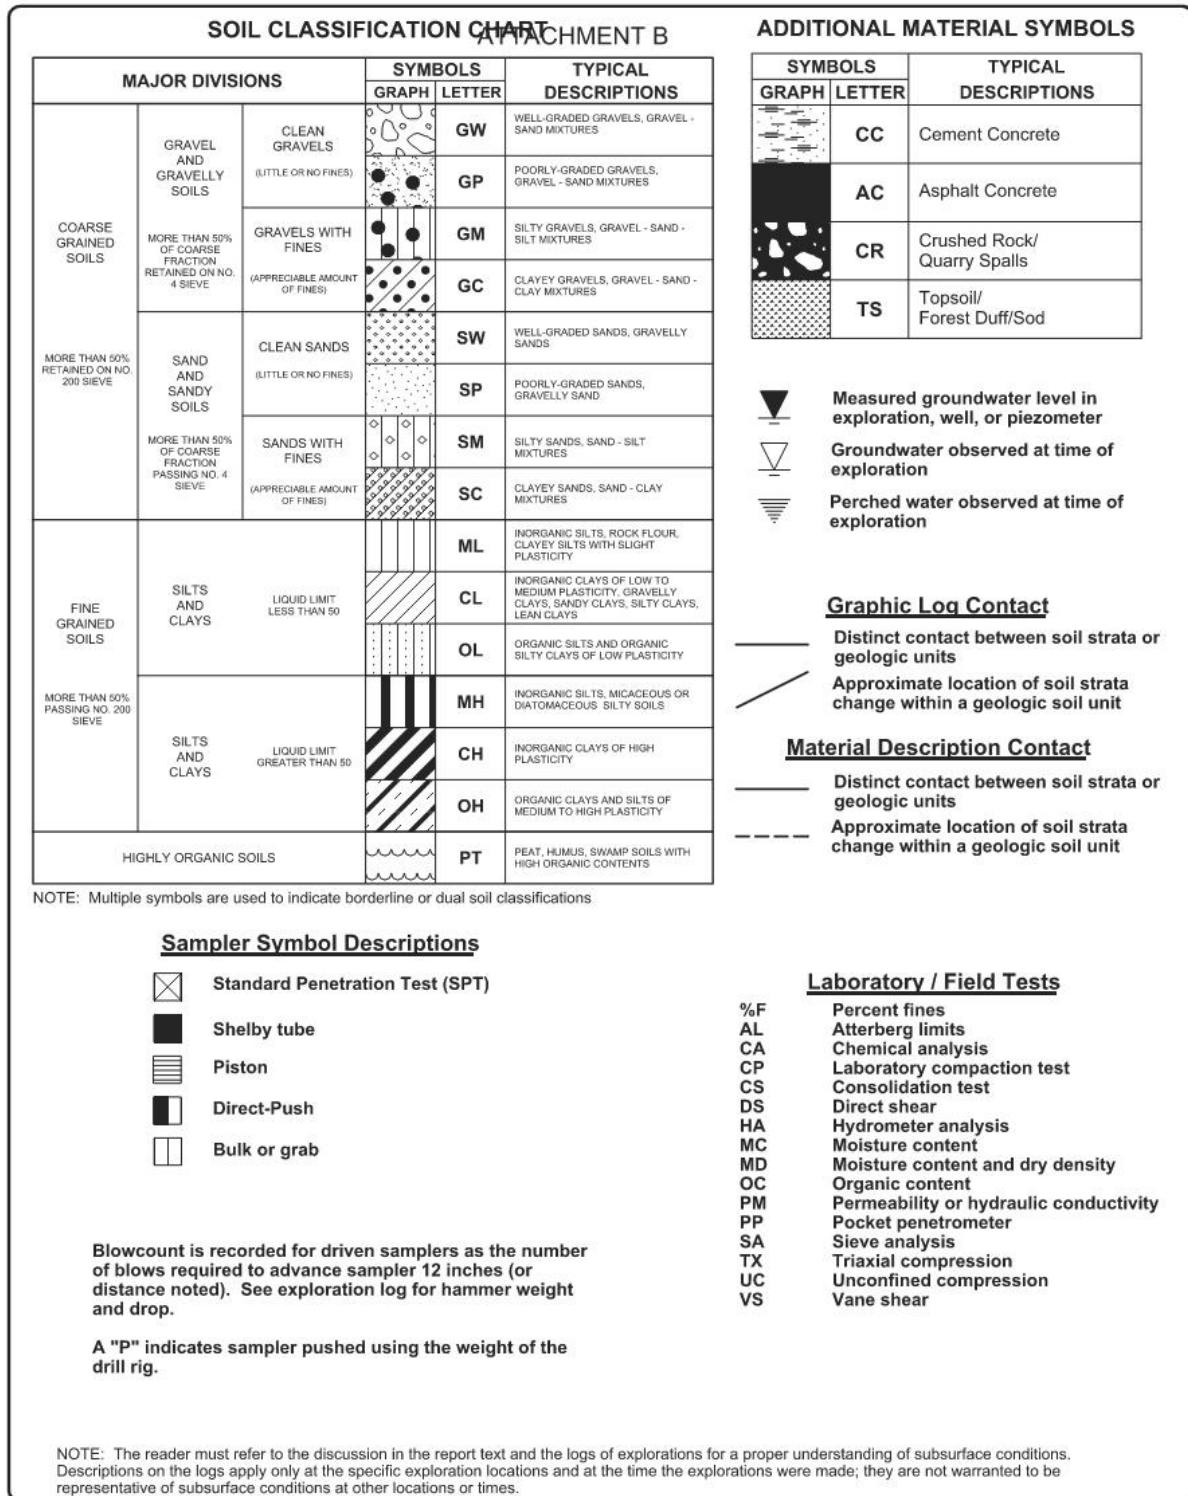 SOIL CLASSIFICATION CHART
ATTACHMENT B
MAJOR DIVISIONS
SYMBOLS
GRAPH LETTER
TYPICAL
DESCRIPTIONS
COARSE
GRAINED
SOILS
MORE THAN 50%
RETAINED ON NO.
200 SIEVE
GRAVEL
AND
GRAVELLY
SOILS
MORE THAN 50%
OF COARSE
FRACTION
RETAINED ON NO.
4 SIEVE
CLEAN
GRAVELS
(LITTLE OR NO FINES)
GW
WELL-GRADED GRAVELS, GRAVEL -
SAND MIXTURES
GP
POORLY-GRADED GRAVELS,
GRAVEL - SAND MIXTURES
GRAVELS WITH
FINES
(APPRECIABLE AMOUNT
OF FINES)
GM
SILTY GRAVELS, GRAVEL - SAND -
SILT MIXTURES
GC
CLAYEY GRAVELS, GRAVEL - SAND -
CLAY MIXTURES
SAND
AND
SANDY
SOILS
MORE THAN 50%
OF COARSE
FRACTION
PASSING NO. 4
SIEVE
CLEAN SANDS
(LITTLE OR NO FINES)
SW
WELL-GRADED SANDS, GRAVELLY
SANDS
SP
POORLY-GRADED SANDS,
GRAVELLY SAND
SANDS WITH
FINES
(APPRECIABLE AMOUNT
OF FINES)
SM
SILTY SANDS, SAND - SILT
MIXTURES
SC
CLAYEY SANDS, SAND - CLAY
MIXTURES
FINE
GRAINED
SOILS
MORE THAN 50%
PASSING NO. 200
SIEVE
SILTS
AND
CLAYS
LIQUID LIMIT
LESS THAN 50
ML
INORGANIC SILTS, ROCK FLOUR,
CLAYEY SILTS WITH SLIGHT
PLASTICITY
CL
INORGANIC CLAYS OF LOW TO
MEDIUM PLASTICITY, GRAVELLY
CLAYS, SANDY CLAYS, SILTY CLAYS,
LEAN CLAYS
OL
ORGANIC SILTS AND ORGANIC
SILTY CLAYS OF LOW PLASTICITY
SILTS
AND
CLAYS
LIQUID LIMIT
GREATER THAN 50
MH
INORGANIC SILTS, MICACEOUS OR
DIATOMACEOUS SILTY SOILS
CH
INORGANIC CLAYS OF HIGH
PLASTICITY
OH
ORGANIC CLAYS AND SILTS OF
MEDIUM TO HIGH PLASTICITY
HIGHLY ORGANIC SOILS
PT
PEAT, HUMUS, SWAMP SOILS WITH
HIGH ORGANIC CONTENTS
NOTE: Multiple symbols are used to indicate borderline or dual soil classifications
ADDITIONAL MATERIAL SYMBOLS
SYMBOLS
GRAPH LETTER
TYPICAL
DESCRIPTIONS
CC
Cement Concrete
AC
Asphalt Concrete
CR
Crushed Rock/
Quarry Spalls
TS
Topsoil/
Forest Duff/Sod
Measured groundwater level in
exploration, well, or piezometer
Groundwater observed at time of
exploration
Perched water observed at time of
exploration
Graphic Log Contact
Distinct contact between soil strata or
geologic units
Approximate location of soil strata
change within a geologic soil unit
Material Description Contact
Distinct contact between soil strata or
geologic units
Approximate location of soil strata
change within a geologic soil unit
Sampler Symbol Descriptions
Standard Penetration Test (SPT)
Shelby tube
Piston
Direct-Push
Bulk or grab
Blowcount is recorded for driven samplers as the number
of blows required to advance sampler 12 inches (or
distance noted). See exploration log for hammer weight
and drop.
A "P" indicates sampler pushed using the weight of the
drill rig.
Laboratory / Field Tests
%F Percent fines
AL Atterberg limits
CA Chemical analysis
CP Laboratory compaction test
CS Consolidation test
DS Direct shear
HA Hydrometer analysis
MC Moisture content
MD Moisture content and dry density
OC Organic content
PM Permeability or hydraulic conductivity
PP Pocket penetrometer
SA Sieve analysis
TX Triaxial compression
UC Unconfined compression
VS Vane shear
NOTE: The reader must refer to the discussion in the report text and the logs of explorations for a proper understanding of subsurface conditions.
Descriptions on the logs apply only at the specific exploration locations and at the time the explorations were made; they are not warranted to be
representative of subsurface conditions at other locations or times.